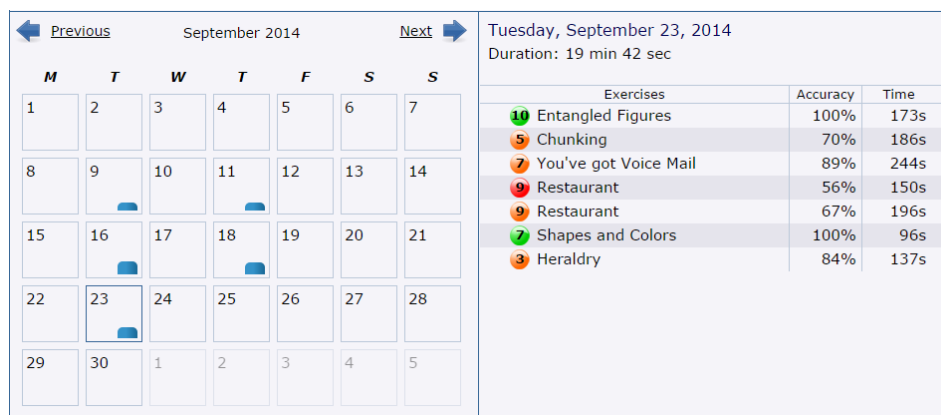 Previous September 2014 Next
M T W T F S S
1 2 3 4 5 6 7
8 9 10 11 12 13 14
15 16 17 18 19 20 21
22 23 24 25 26 27 28
29 30 1 2 3 4 5
Tuesday, September 23, 2014
Duration: 19 min 42 sec
Exercises Accuracy Time
10 Entangled Figures 100% 173s
5 Chunking 70% 186s
7 You've got Voice Mail 89% 244s
9 Restaurant 56% 150s
9 Restaurant 67% 196s
7 Shapes and Colors 100% 96s
3 Heraldry 84% 137s